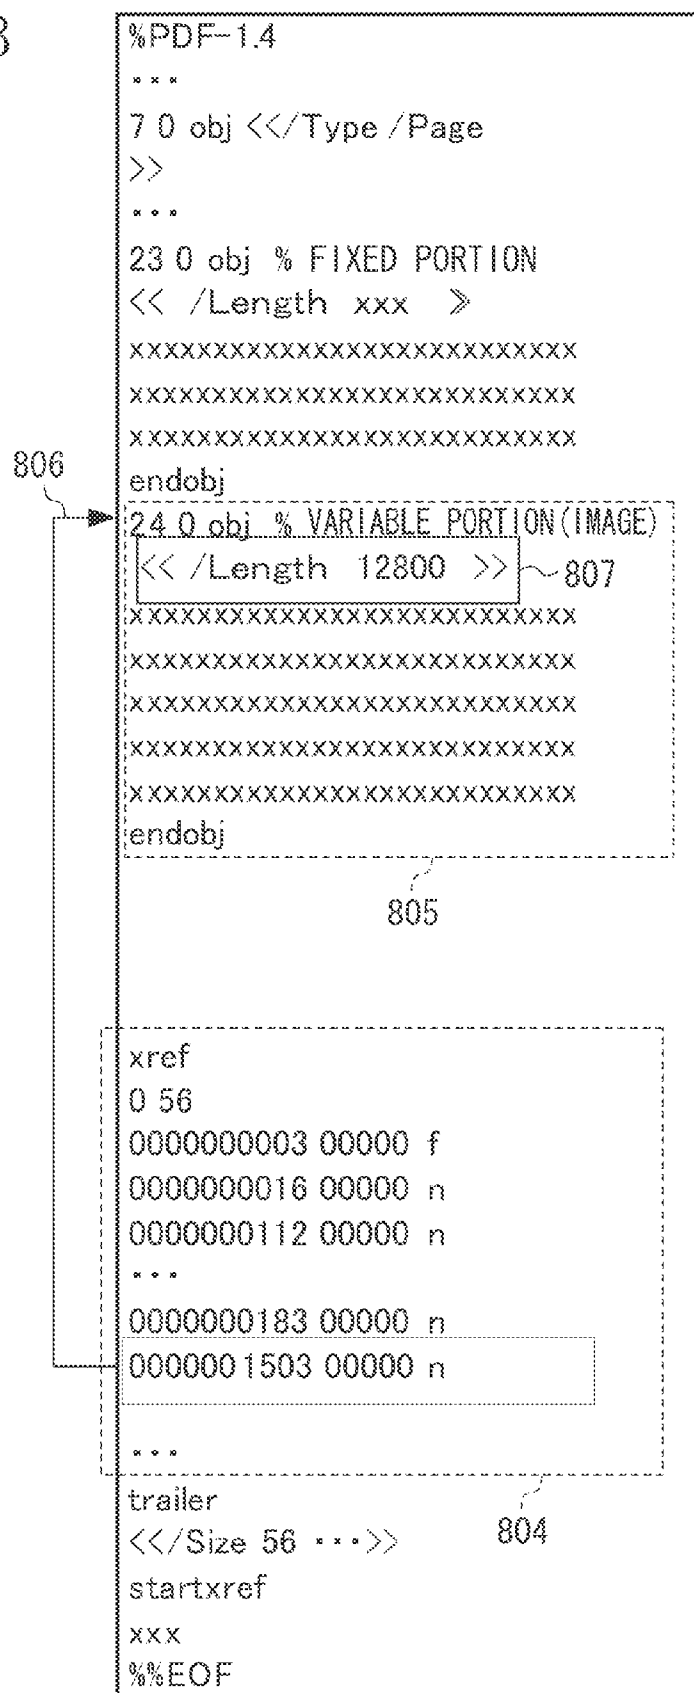 %PDF-1.4
...
7 0 obj <</Type /Page
>>
...
23 0 obj % FIXED PORTION
<< /Length xxx >>
xxxxxxxxxxxxxxxxxxxxxxxxxxx
xxxxxxxxxxxxxxxxxxxxxxxxxxx
xxxxxxxxxxxxxxxxxxxxxxxxxxx
endobj
806
24 0 obj % VARIABLE PORTION(IMAGE)
<< /Length 12800 >> 807
xxxxxxxxxxxxxxxxxxxxxxxxxxx
xxxxxxxxxxxxxxxxxxxxxxxxxxx
xxxxxxxxxxxxxxxxxxxxxxxxxxx
xxxxxxxxxxxxxxxxxxxxxxxxxxx
xxxxxxxxxxxxxxxxxxxxxxxxxxx
endobj
805
xref
0 56
0000000003 00000 f
0000000016 00000 n
0000000112 00000 n
...
0000000183 00000 n
0000001503 00000 n
...
trailer
804
<</Size 56 ...>>
startxref
xxx
%%EOF